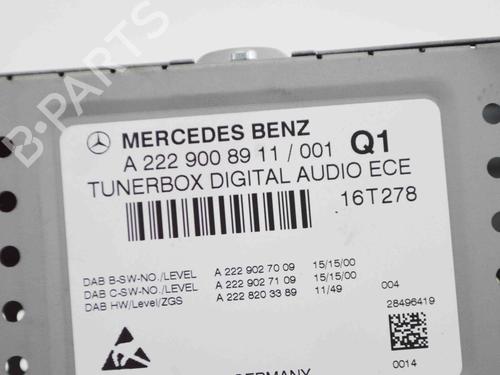 B-PARTS
MERCEDES BENZ
A 222 900 89 11 / 001 Q1
TUNERBOX DIGITAL AUDIO ECE
16T278
DAB B-SW-NO./LEVEL A 222 902 70 09 15/15/00
DAB C-SW-NO./LEVEL A 222 902 71 09 15/15/00
DAB HW/Level/ZGS A 222 820 33 89 11/49
004
28496419
0014
GERMANY